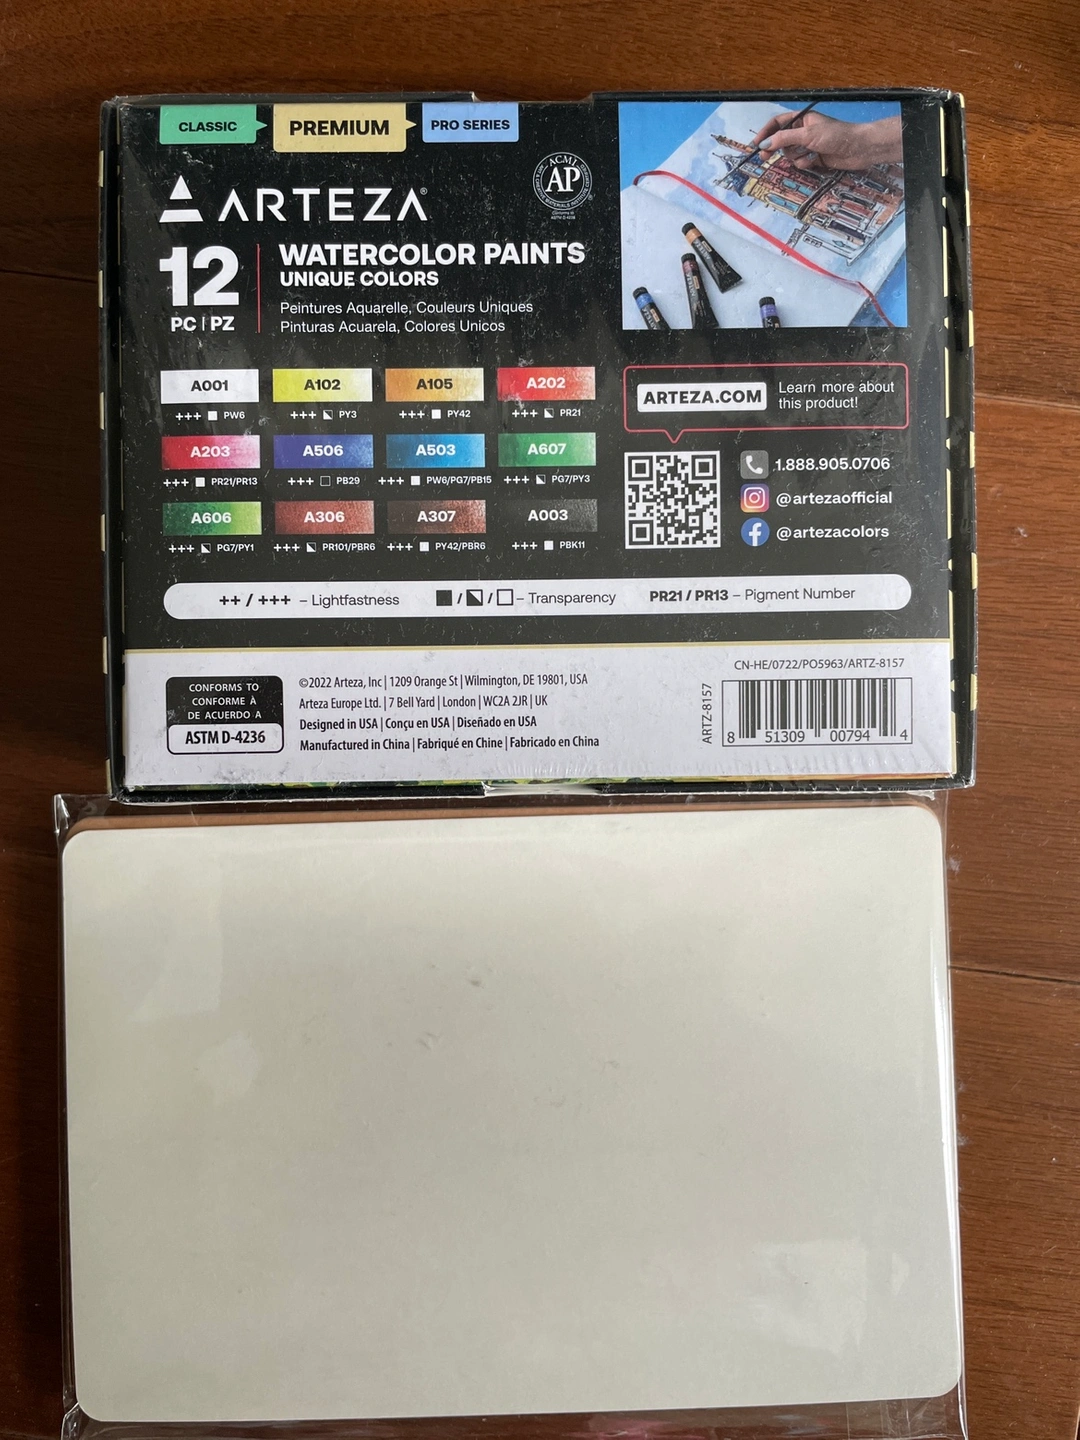 CLASSIC PREMIUM PRO SERIES
ARTEZA®
ACMI
AP
Conforms to
ASTM D-4236
12
PC | PZ
WATERCOLOR PAINTS
UNIQUE COLORS
Peintures Aquarelle, Couleurs Uniques
Pinturas Acuarela, Colores Unicos
A001 A102 A105 A202
+++ PW6 +++ PY3 +++ PY42 +++ PR21
A203 A506 A503 A607
+++ PR21/PR13 +++ PB29 +++ PW6/PG7/PB15 +++ PG7/PY3
A606 A306 A307 A003
+++ PG7/PY1 +++ PR101/PBR6 +++ PY42/PBR6 +++ PBK11
ARTEZA.COM
Learn more about
this product!
1.888.905.0706
@artezaofficial
@artezacolors
++ / +++ – Lightfastness / / – Transparency PR21 / PR13 – Pigment Number
CONFORMS TO
CONFORME À
DE ACUERDO A
ASTM D-4236
©2022 Arteza, Inc | 1209 Orange St | Wilmington, DE 19801, USA
Arteza Europe Ltd. | 7 Bell Yard | London | WC2A 2JR | UK
Designed in USA | Conçu en USA | Diseñado en USA
Manufactured in China | Fabriqué en Chine | Fabricado en China
CN-HE/0722/PO5963/ARTZ-8157
ARTZ-8157
8 51309 00794 4